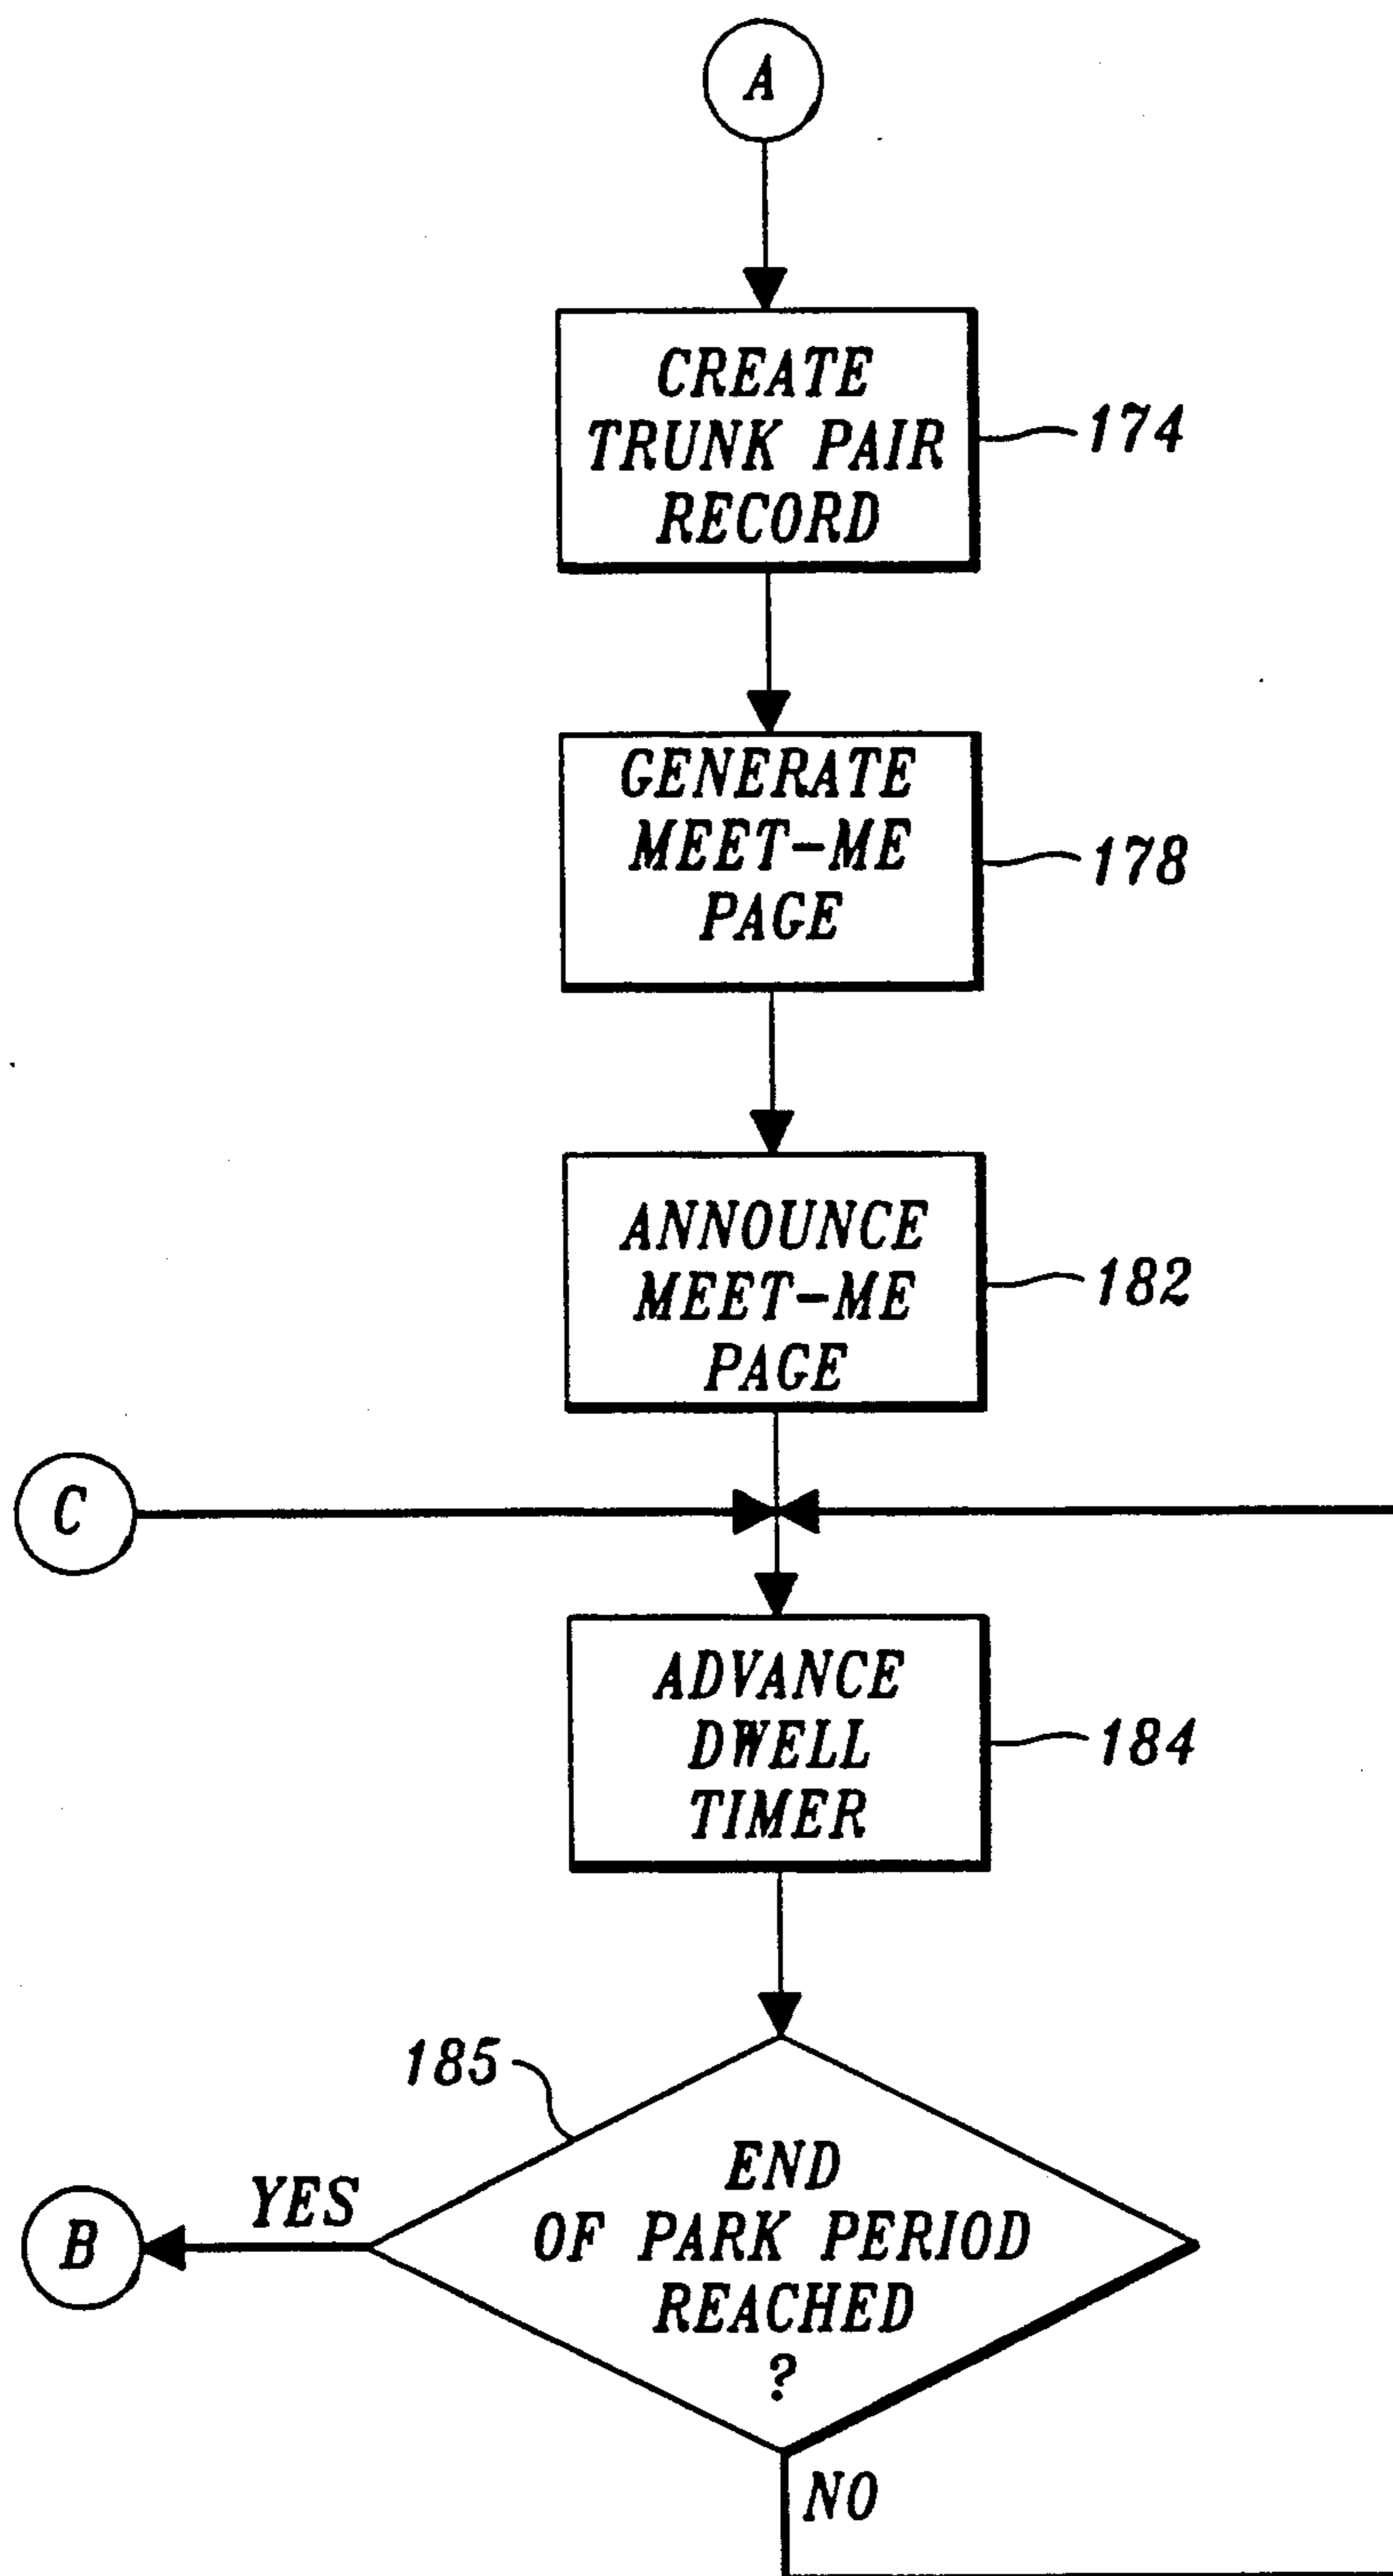 A
CREATE
TRUNK PAIR
RECORD
174
GENERATE
MEET-ME
PAGE
178
ANNOUNCE
MEET-ME
PAGE
182
C
ADVANCE
DWELL
TIMER
184
185
END
OF PARK PERIOD
REACHED
?
YES
B
NO